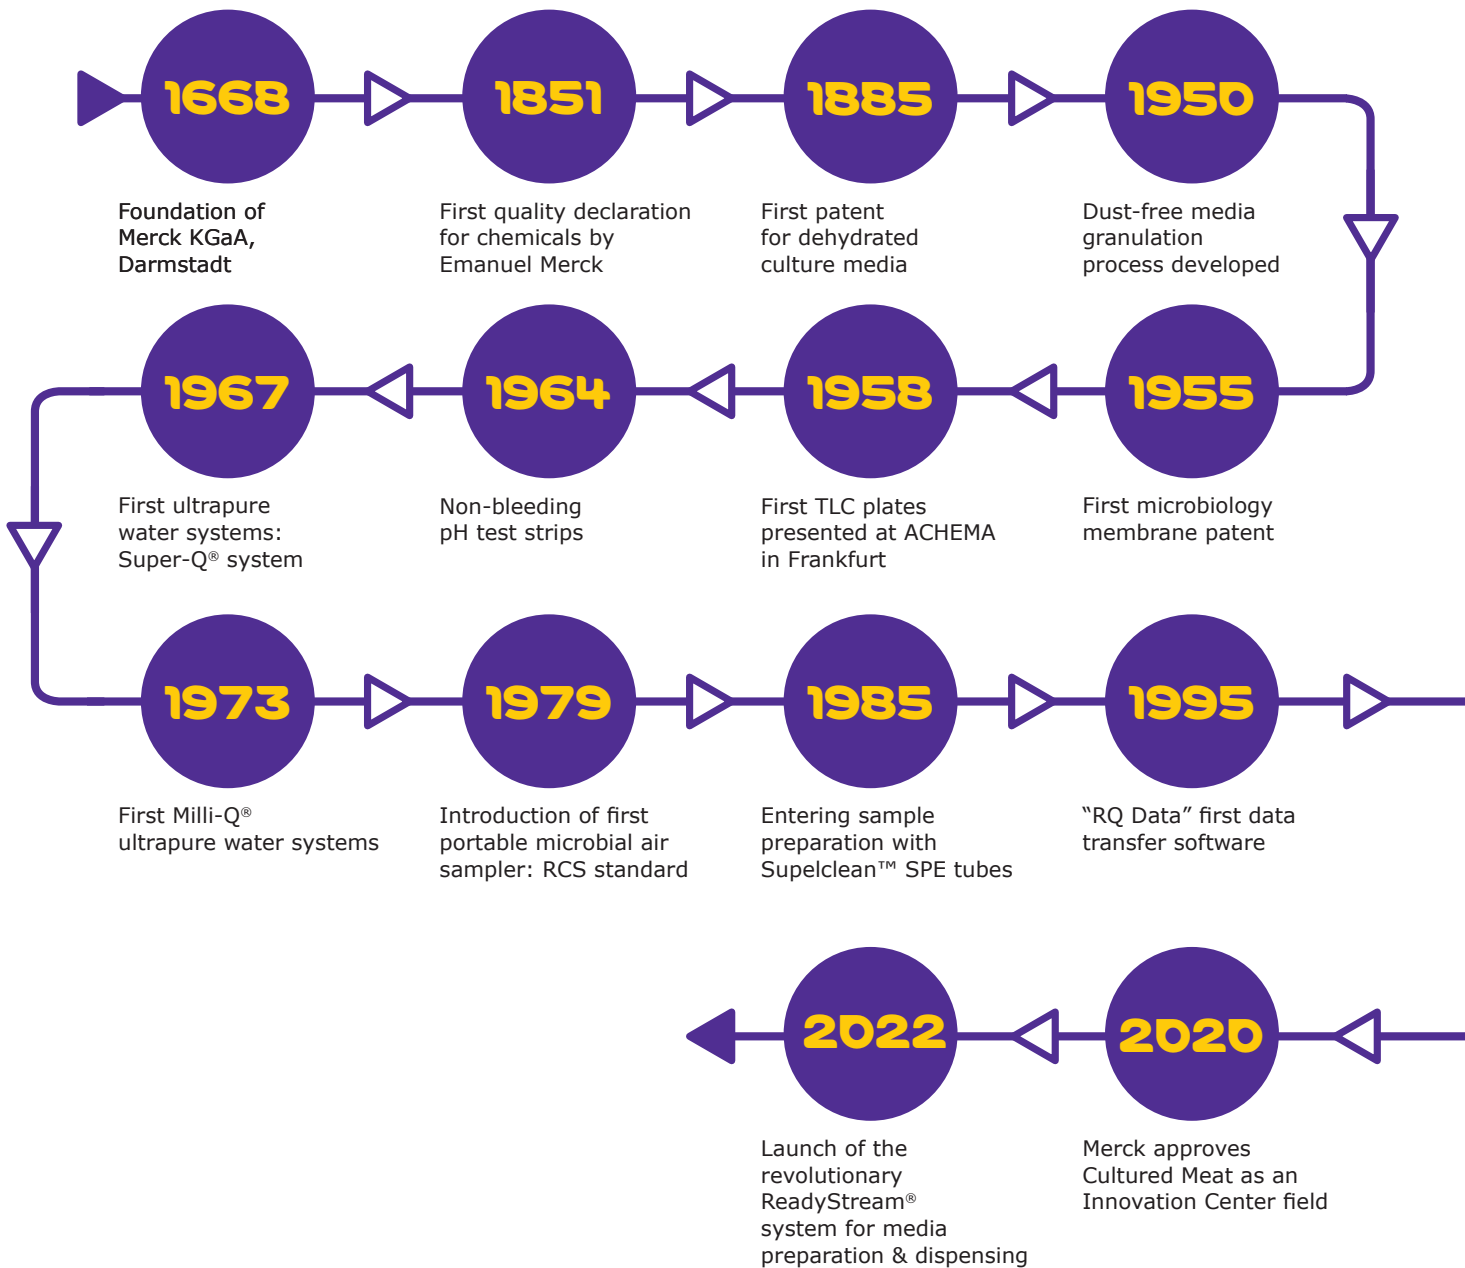 1668
Foundation of
Merck KGaA,
Darmstadt
1851
First quality declaration
for chemicals by
Emanuel Merck
1885
First patent
for dehydrated
culture media
1950
Dust-free media
granulation
process developed
1955
First microbiology
membrane patent
1958
First TLC plates
presented at ACHEMA
in Frankfurt
1964
Non-bleeding
pH test strips
1967
First ultrapure
water systems:
Super-Q® system
1973
First Milli-Q®
ultrapure water systems
1979
Introduction of first
portable microbial air
sampler: RCS standard
1985
Entering sample
preparation with
Supelclean™ SPE tubes
1995
“RQ Data” first data
transfer software
2020
Merck approves
Cultured Meat as an
Innovation Center field
2022
Launch of the
revolutionary
ReadyStream®
system for media
preparation & dispensing